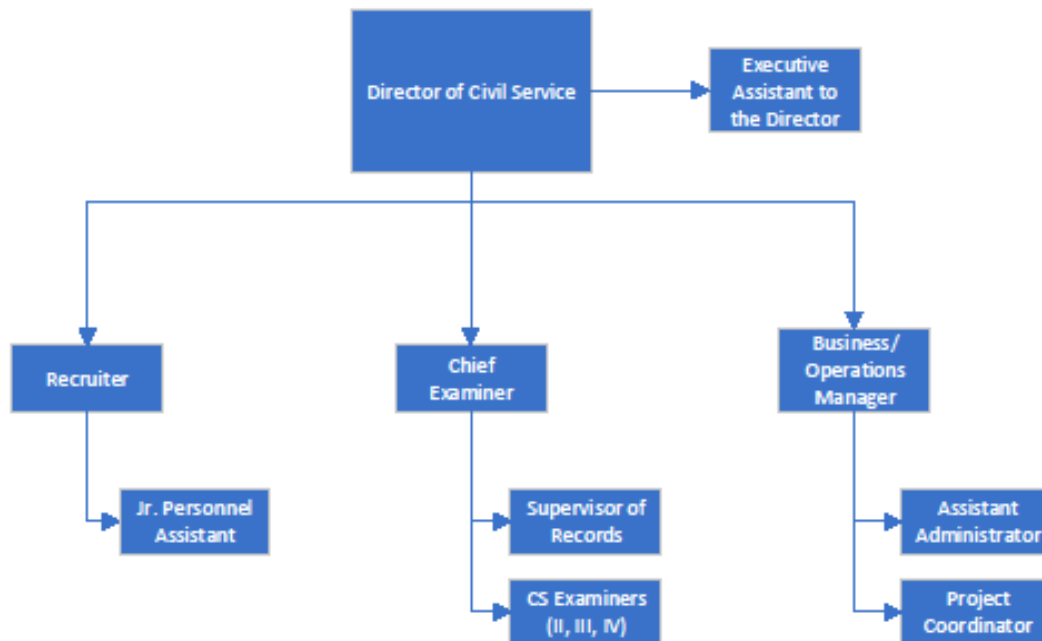 Director of Civil Service
Executive
Assistant to
the Director
Recruiter
Chief
Examiner
Business/
Operations
Manager
Jr. Personnel
Assistant
Supervisor of
Records
Assistant
Administrator
CS Examiners
(II, III, IV)
Project
Coordinator